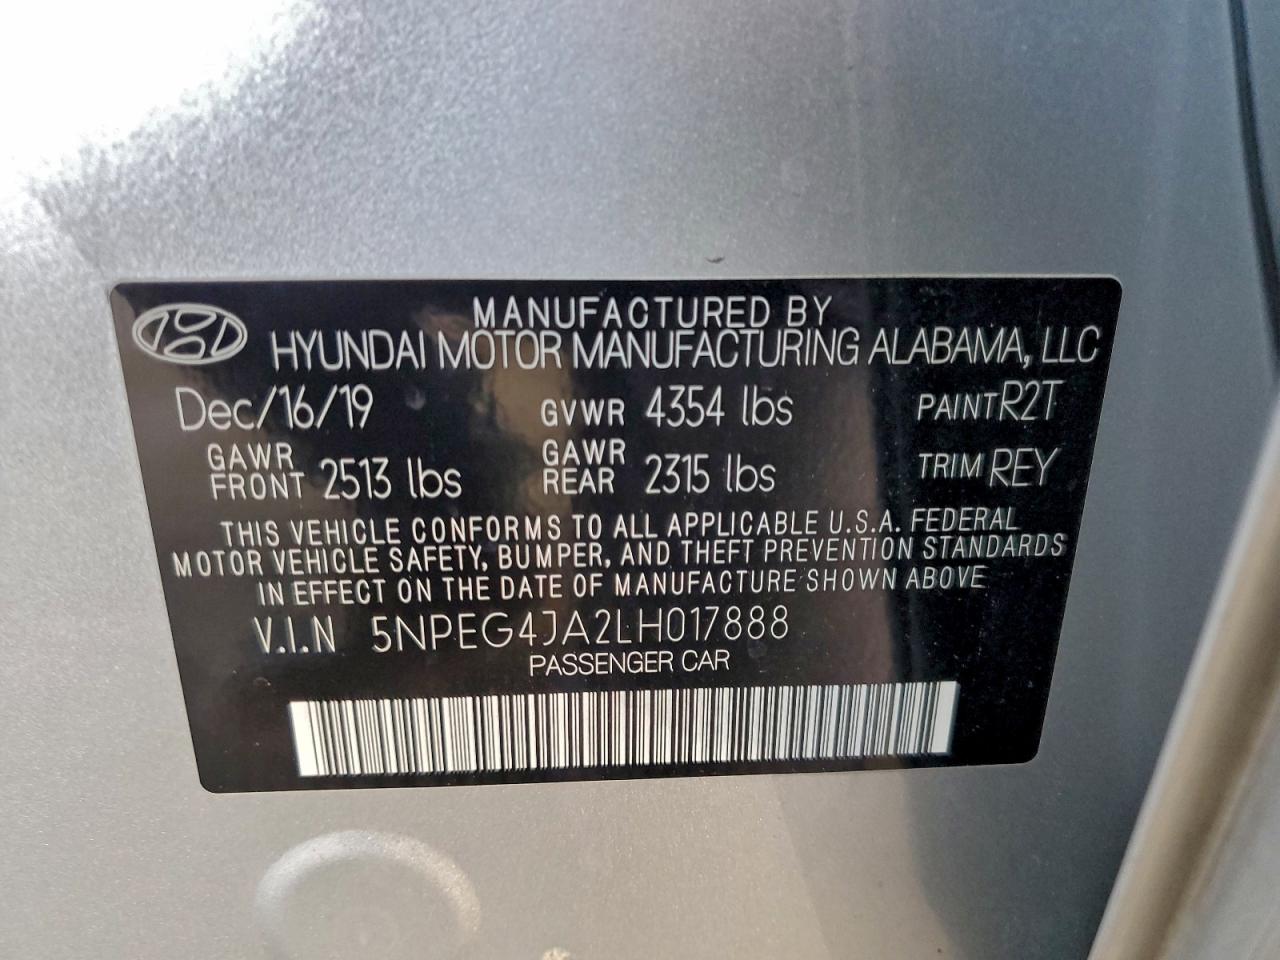 MANUFACTURED BY
HYUNDAI MOTOR MANUFACTURING ALABAMA, LLC
Dec/16/19 GVWR 4354 lbs PAINT R2T
GAWR FRONT 2513 lbs GAWR REAR 2315 lbs TRIM REY
THIS VEHICLE CONFORMS TO ALL APPLICABLE U.S.A. FEDERAL
MOTOR VEHICLE SAFETY, BUMPER, AND THEFT PREVENTION STANDARDS
IN EFFECT ON THE DATE OF MANUFACTURE SHOWN ABOVE
V.I.N 5NPEG4JA2LH017888
PASSENGER CAR